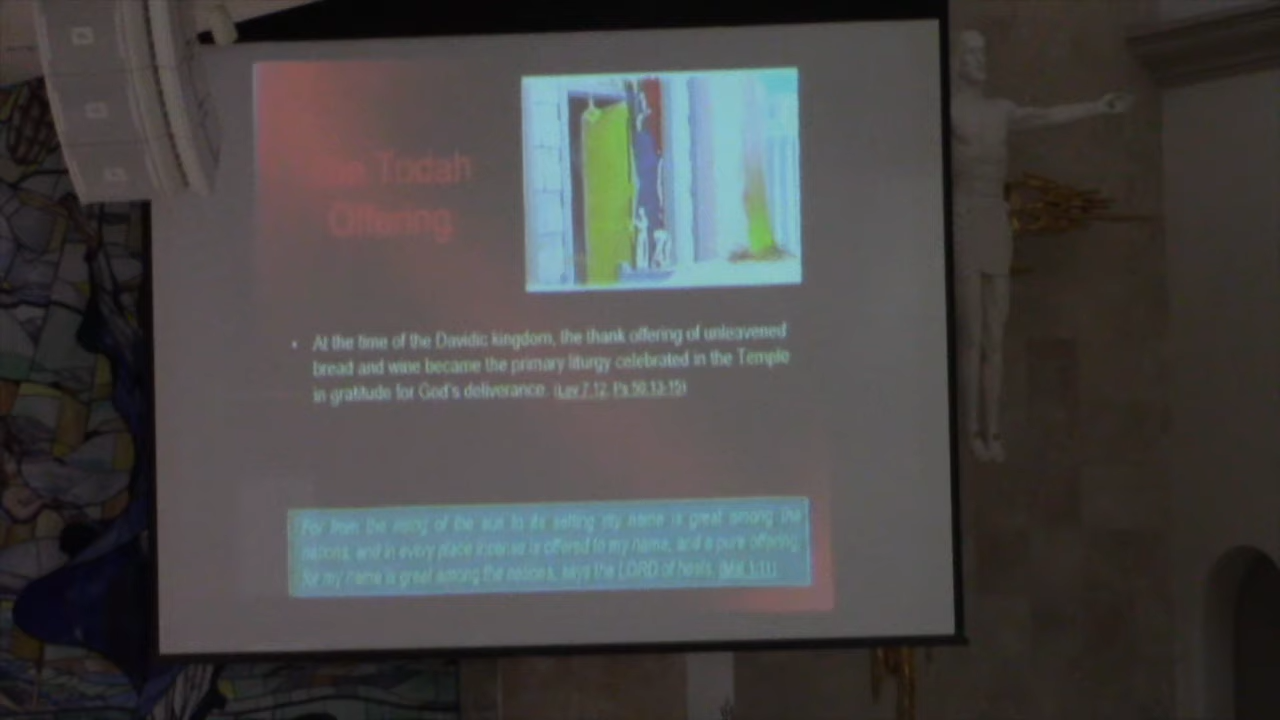 The Todah
Offering
• At the time of the Davidic kingdom, the thank offering of unleavened
bread and wine became the primary liturgy celebrated in the Temple
in gratitude for God's deliverance. (Lev 7.12, Ps 50.13-15)
For from the rising of the sun to its setting my name is great among the
nations, and in every place incense is offered to my name, and a pure offering;
for my name is great among the nations, says the LORD of hosts. (Mal 1:11)